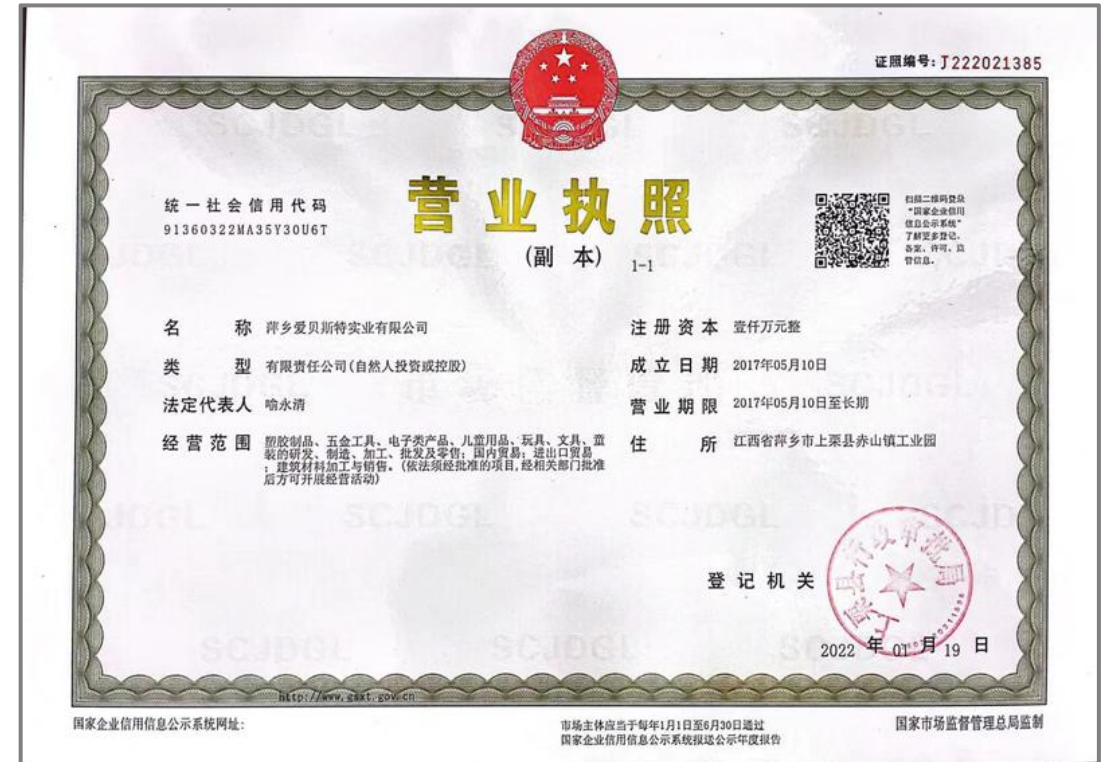 证照编号:J222021385
统一社会信用代码
91360322MA35Y30U6T
营业执照
(副 本) 1-1
扫描二维码登录
“国家企业信用
信息公示系统”
了解更多登记、
备案、许可、监
管信息。
名 称 萍乡爱贝斯特实业有限公司
类 型 有限责任公司(自然人投资或控股)
法定代表人 喻永清
经营范围 塑胶制品、五金工具、电子类产品、儿童用品、玩具、文具、童
装的研发、制造、加工、批发及零售;国内贸易;进出口贸易
;建筑材料加工与销售。(依法须经批准的项目,经相关部门批准
后方可开展经营活动)
注册资本 壹仟万元整
成立日期 2017年05月10日
营业期限 2017年05月10日至长期
住 所 江西省萍乡市上栗县赤山镇工业园
登记机关
上栗县行政审批局
2022 年 01 月 19 日
SCJDGL
http://www.gsxt.gov.cn
国家企业信用信息公示系统网址:
市场主体应当于每年1月1日至6月30日通过
国家企业信用信息公示系统报送公示年度报告
国家市场监督管理总局监制